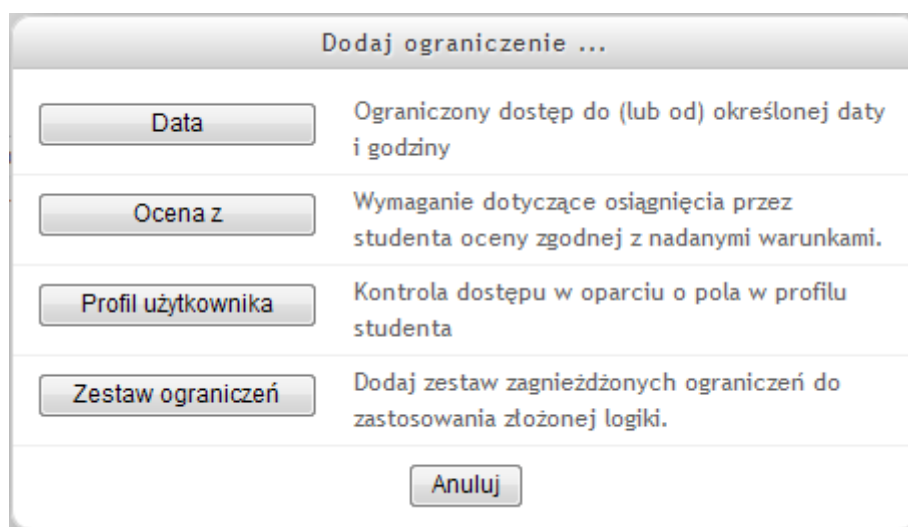 Dodaj ograniczenie ...
Data
Ograniczony dostęp do (lub od) określonej daty
i godziny
Ocena z
Wymaganie dotyczące osiągnięcia przez
studenta oceny zgodnej z nadanymi warunkami.
Profil użytkownika
Kontrola dostępu w oparciu o pola w profilu
studenta
Zestaw ograniczeń
Dodaj zestaw zagnieżdżonych ograniczeń do
zastosowania złożonej logiki.
Anuluj